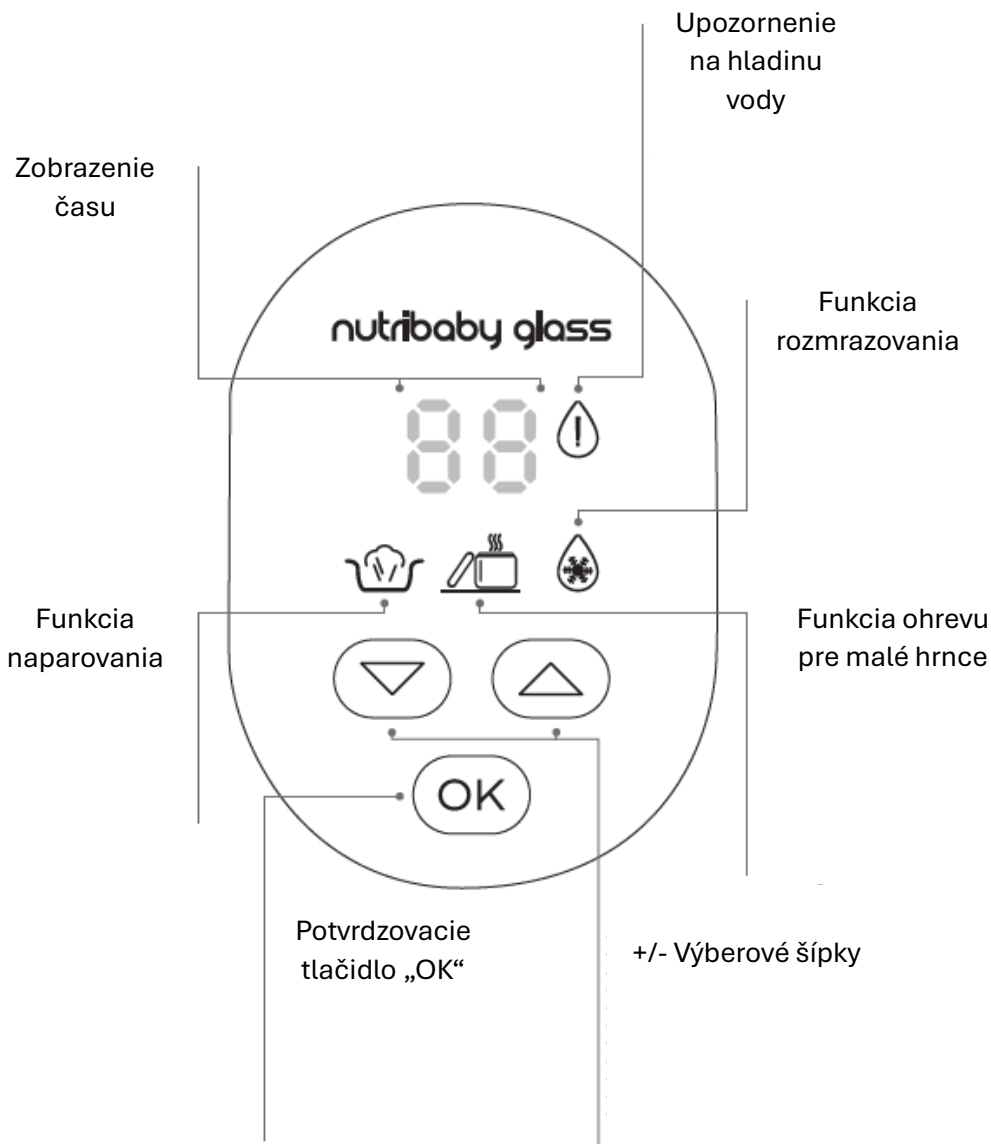 Upozornenie
na hladinu
vody
Zobrazenie
času
nutribaby glass
Funkcia
rozmrazovania
88
!
Funkcia
naparovania
Funkcia ohrevu
pre malé hrnce
OK
Potvrdzovacie
tlačidlo „OK“
+/- Výberové šípky